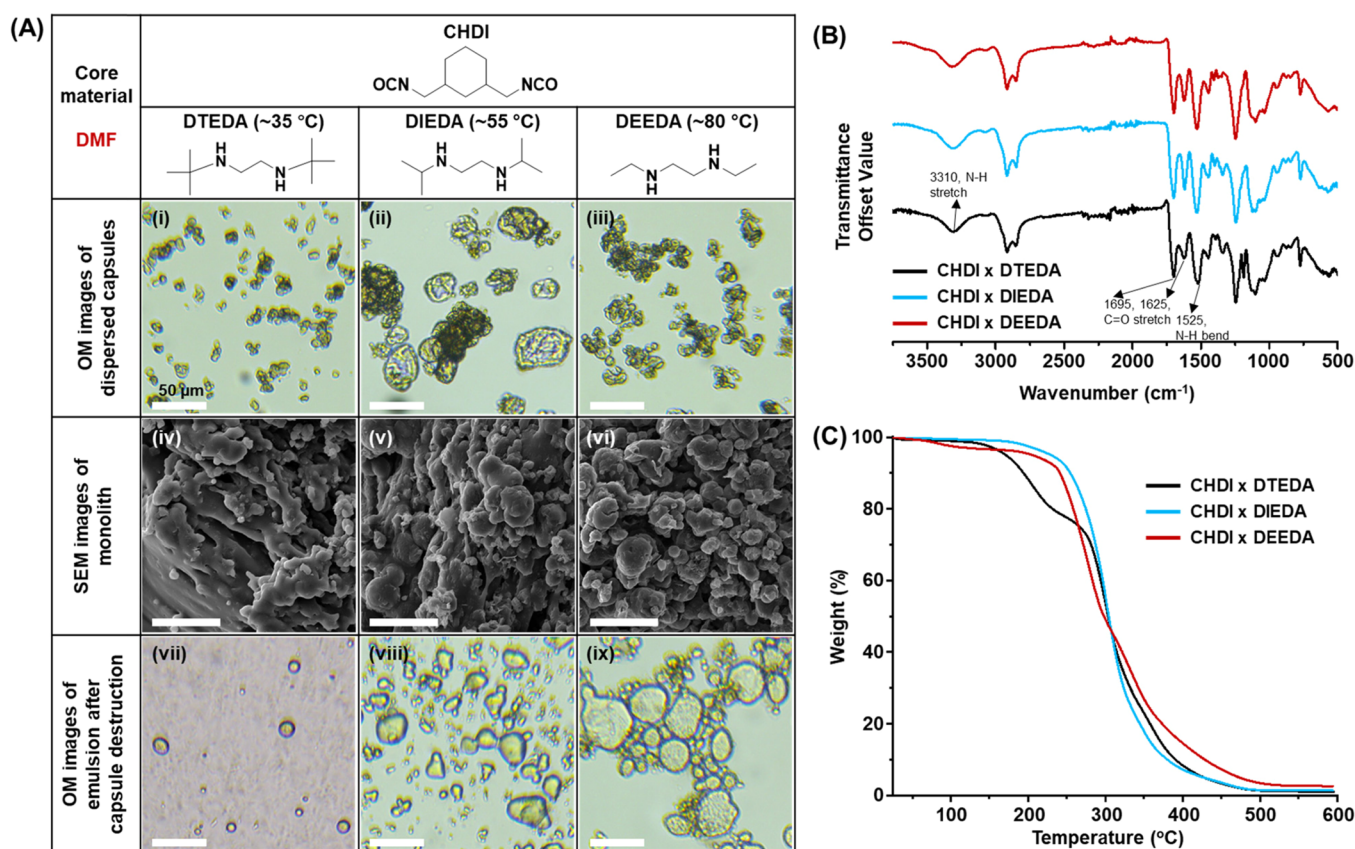 (A)
Core
material
DMF
CHDI
OCN
NCO
DTEDA (~35 °C)
DIEDA (~55 °C)
DEEDA (~80 °C)
H
N
N
H
H
N
N
H
H
N
N
H
OM images of
dispersed capsules
(i)
50 µm
(ii)
(iii)
SEM images of
monolith
(iv)
(v)
(vi)
OM images of
emulsion after
capsule destruction
(vii)
(viii)
(ix)
(B)
Transmittance
Offset Value
3310, N-H
stretch
CHDI x DTEDA
CHDI x DIEDA
CHDI x DEEDA
1695, 1625,
C=O stretch
1525,
N-H bend
3500 3000 2500 2000 1500 1000 500
Wavenumber (cm⁻¹)
(C)
Weight (%)
100
80
60
40
20
0
CHDI x DTEDA
CHDI x DIEDA
CHDI x DEEDA
100 200 300 400 500 600
Temperature (°C)